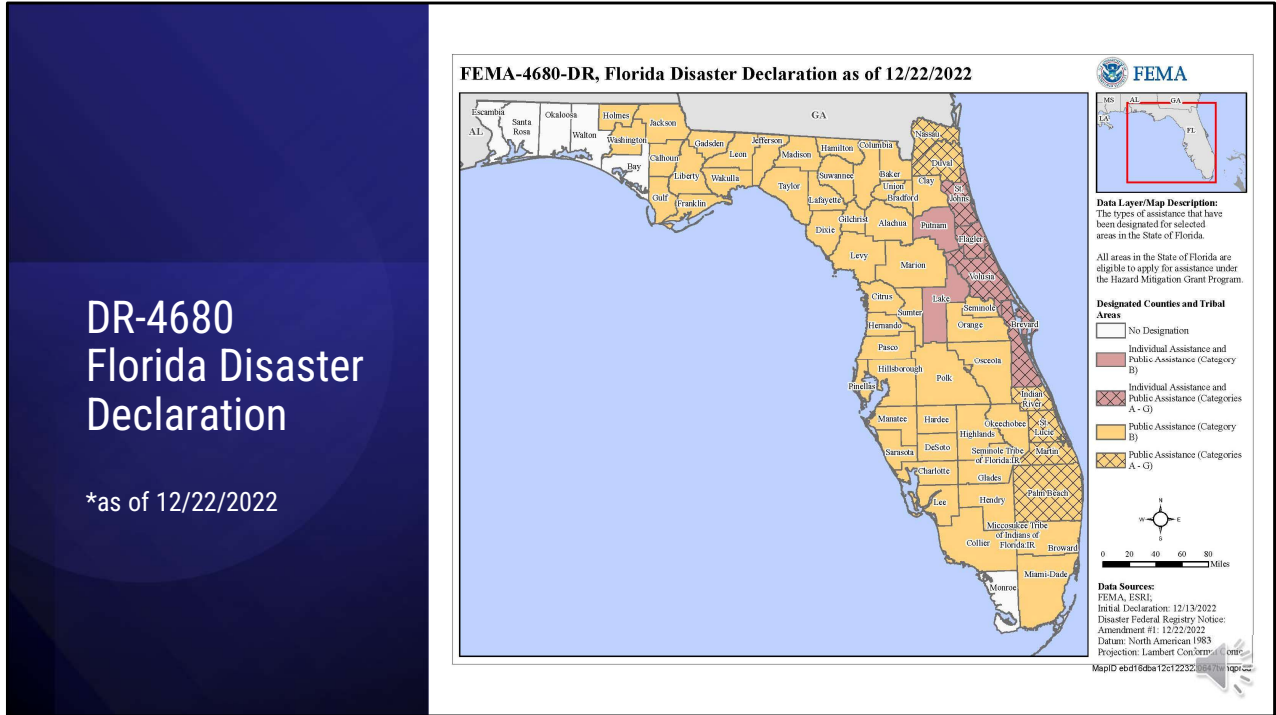 DR-4680
Florida Disaster
Declaration
*as of 12/22/2022
FEMA-4680-DR, Florida Disaster Declaration as of 12/22/2022
FEMA
Escambia
Santa
Rosa
Okaloosa
Walton
Holmes
Washington
Jackson
Bay
Calhoun
Gulf
Liberty
Franklin
Gadsden
Leon
Wakulla
Jefferson
Madison
Taylor
Hamilton
Suwannee
Lafayette
Columbia
Dixie
Gilchrist
Baker
Union
Bradford
Alachua
Nassau
Duval
Clay
St.
Johns
Putnam
Flagler
Levy
Marion
Volusia
Citrus
Sumter
Lake
Seminole
Hernando
Orange
Brevard
Pasco
Osceola
Hillsborough
Polk
Pinellas
Indian
River
Manatee
Hardee
Okeechobee
St
Lucie
Highlands
Sarasota
DeSoto
Seminole Tribe
of Florida:IR
Martin
Charlotte
Glades
Lee
Hendry
Palm Beach
Miccosukee Tribe
of Indians of
Florida:IR
Collier
Broward
Monroe
Miami-Dade
AL
GA
MS
AL
GA
LA
FL
Data Layer/Map Description:
The types of assistance that have
been designated for selected
areas in the State of Florida.
All areas in the State of Florida are
eligible to apply for assistance under
the Hazard Mitigation Grant Program.
Designated Counties and Tribal
Areas
No Designation
Individual Assistance and
Public Assistance (Category
B)
Individual Assistance and
Public Assistance (Categories
A - G)
Public Assistance (Category
B)
Public Assistance (Categories
A - G)
N
W
E
S
0 20 40 60 80
Miles
Data Sources:
FEMA, ESRI;
Initial Declaration: 12/13/2022
Disaster Federal Registry Notice:
Amendment #1: 12/22/2022
Datum: North American 1983
Projection: Lambert Conformal Conic
MapID